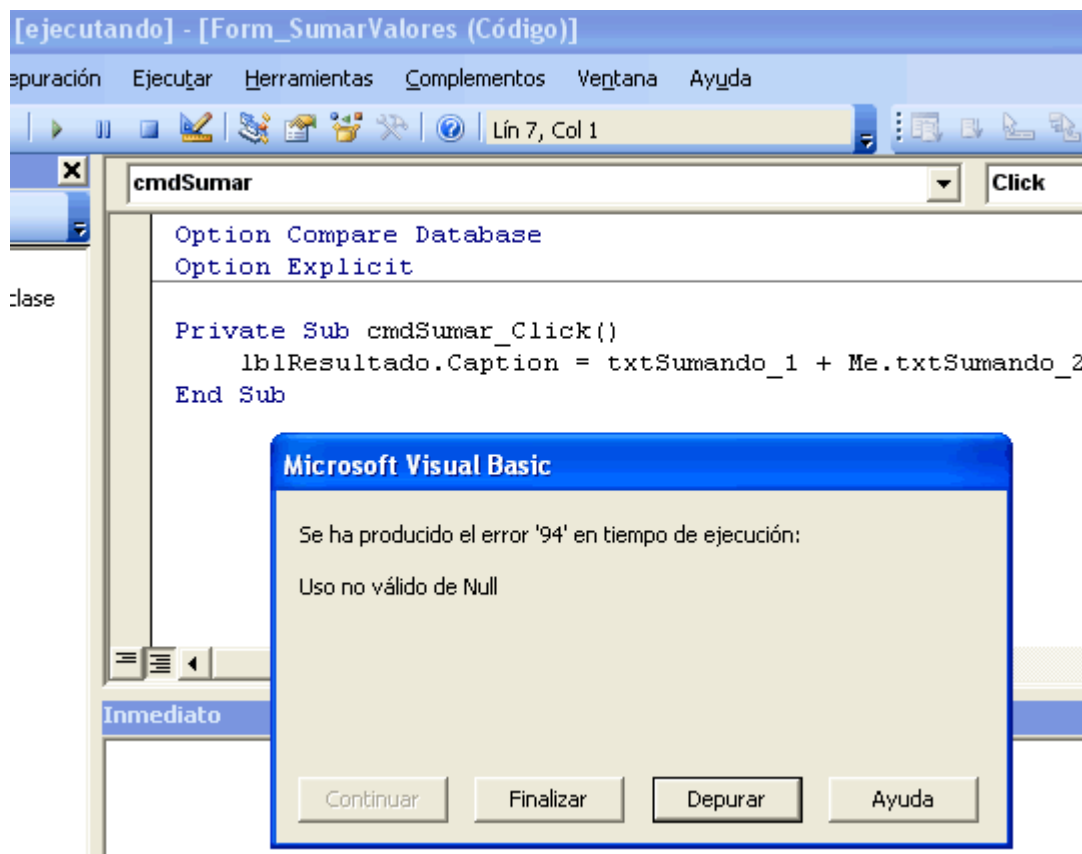 [ejecutando] - [Form_SumarValores (Código)]
epuración Ejecutar Herramientas Complementos Ventana Ayuda
Lín 7, Col 1
cmdSumar Click
Option Compare Database
Option Explicit
clase
Private Sub cmdSumar_Click()
lblResultado.Caption = txtSumando_1 + Me.txtSumando_2
End Sub
Microsoft Visual Basic
Se ha producido el error '94' en tiempo de ejecución:
Uso no válido de Null
Inmediato
Continuar Finalizar Depurar Ayuda